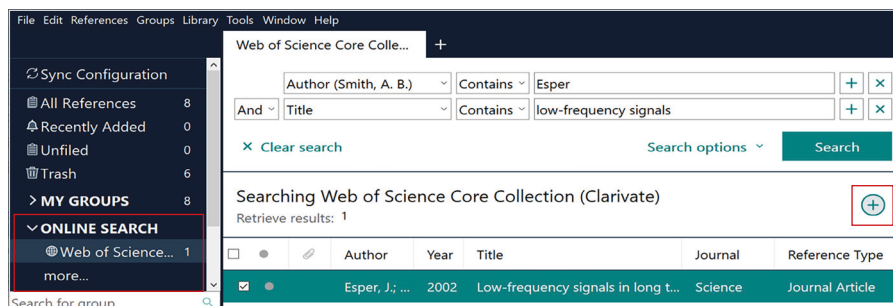 File Edit References Groups Library Tools Window Help
Web of Science Core Colle... +
Sync Configuration
All References 8
Recently Added 0
Unfiled 0
Trash 6
MY GROUPS 8
ONLINE SEARCH
Web of Science... 1
more...
Search for group
Author (Smith, A. B.) Contains Esper + ×
And Title Contains low-frequency signals + ×
× Clear search Search options Search
Searching Web of Science Core Collection (Clarivate)
Retrieve results: 1
+
Author Year Title Journal Reference Type
Esper, J.; ... 2002 Low-frequency signals in long t... Science Journal Article